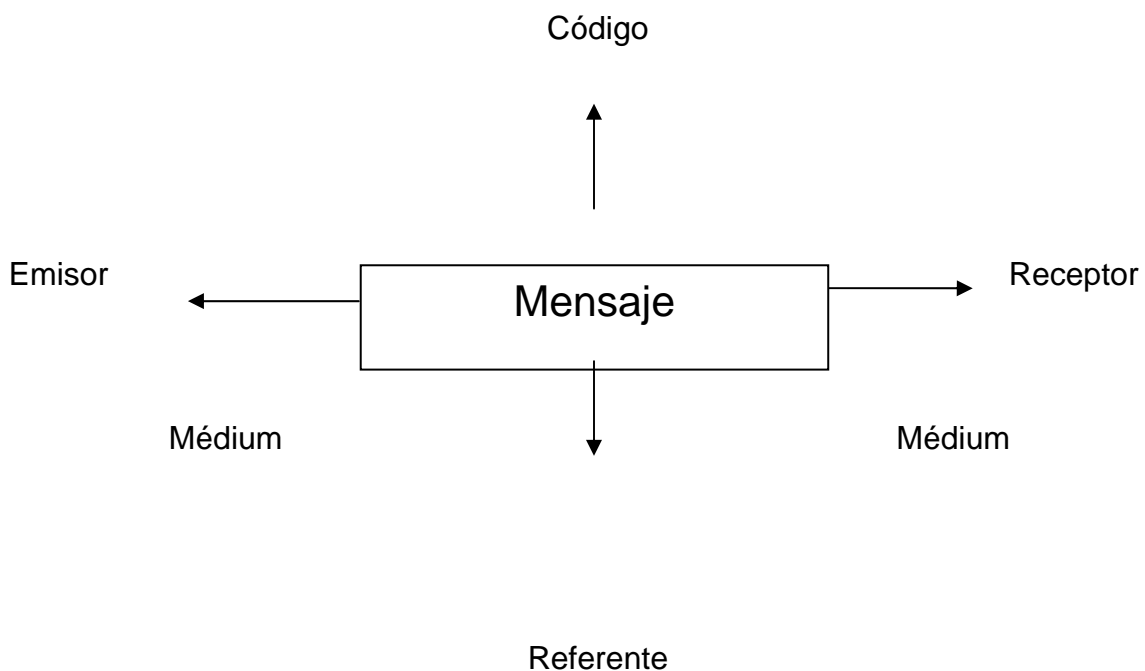 Código
Emisor
Mensaje
Receptor
Médium
Médium
Referente